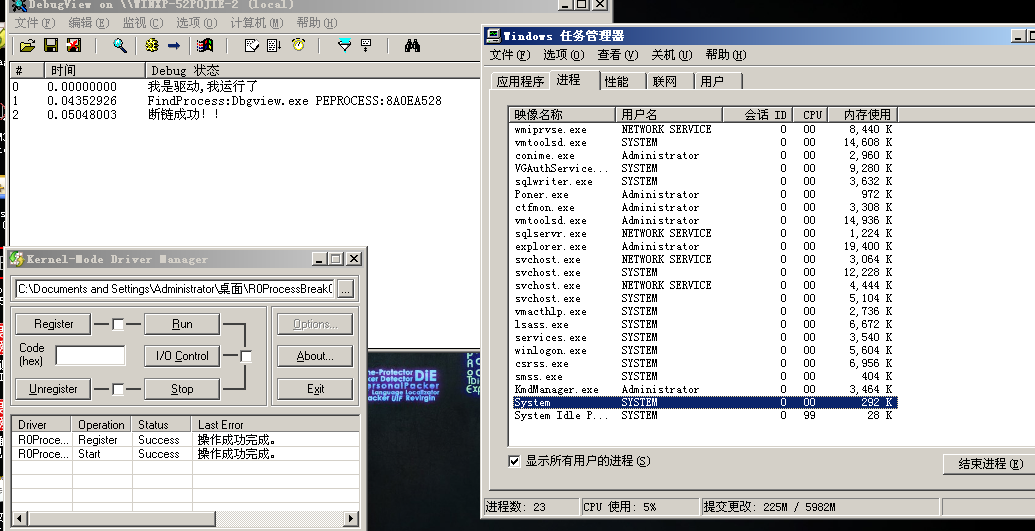 DebugView on \\WINXP-52POJIE-2 (local)
文件(F) 编辑(E) 监视(C) 选项(O) 计算机(M) 帮助(H)
# 时间 Debug 状态
0 0.00000000 我是驱动,我运行了
1 0.04352926 FindProcess:Dbgview.exe PEPROCESS:8A0EA528
2 0.05048003 断链成功!!
Kernel-Mode Driver Manager
C:\Documents and Settings\Administrator\桌面\R0ProcessBreak ...
Register Run Options...
Code (hex) I/O Control About...
Unregister Stop Exit
Driver Operation Status Last Error
R0Proce... Register Success 操作成功完成。
R0Proce... Start Success 操作成功完成。
Protector
Detector DiE
ersonalPacker
Language Localizator
acker UIF Revirgin
Windows 任务管理器
文件(F) 选项(O) 查看(V) 关机(U) 帮助(H)
应用程序 进程 性能 联网 用户
映像名称 用户名 会话 ID CPU 内存使用
wmiprvse.exe NETWORK SERVICE 0 00 8,440 K
vmtoolsd.exe SYSTEM 0 00 14,608 K
conime.exe Administrator 0 00 2,960 K
VGAuthService... SYSTEM 0 00 9,280 K
sqlwriter.exe SYSTEM 0 00 3,632 K
Poner.exe Administrator 0 00 972 K
ctfmon.exe Administrator 0 00 3,308 K
vmtoolsd.exe Administrator 0 00 14,936 K
sqlservr.exe NETWORK SERVICE 0 00 1,224 K
explorer.exe Administrator 0 00 19,400 K
svchost.exe NETWORK SERVICE 0 00 3,064 K
svchost.exe SYSTEM 0 00 12,228 K
svchost.exe NETWORK SERVICE 0 00 4,444 K
svchost.exe SYSTEM 0 00 5,104 K
vmacthlp.exe SYSTEM 0 00 2,736 K
lsass.exe SYSTEM 0 00 6,672 K
services.exe SYSTEM 0 00 3,540 K
winlogon.exe SYSTEM 0 00 5,604 K
csrss.exe SYSTEM 0 00 6,956 K
smss.exe SYSTEM 0 00 404 K
KmdManager.exe Administrator 0 00 3,464 K
System SYSTEM 0 00 292 K
System Idle P... SYSTEM 0 99 28 K
显示所有用户的进程(S)
结束进程(E)
进程数: 23 CPU 使用: 5% 提交更改: 225M / 5982M